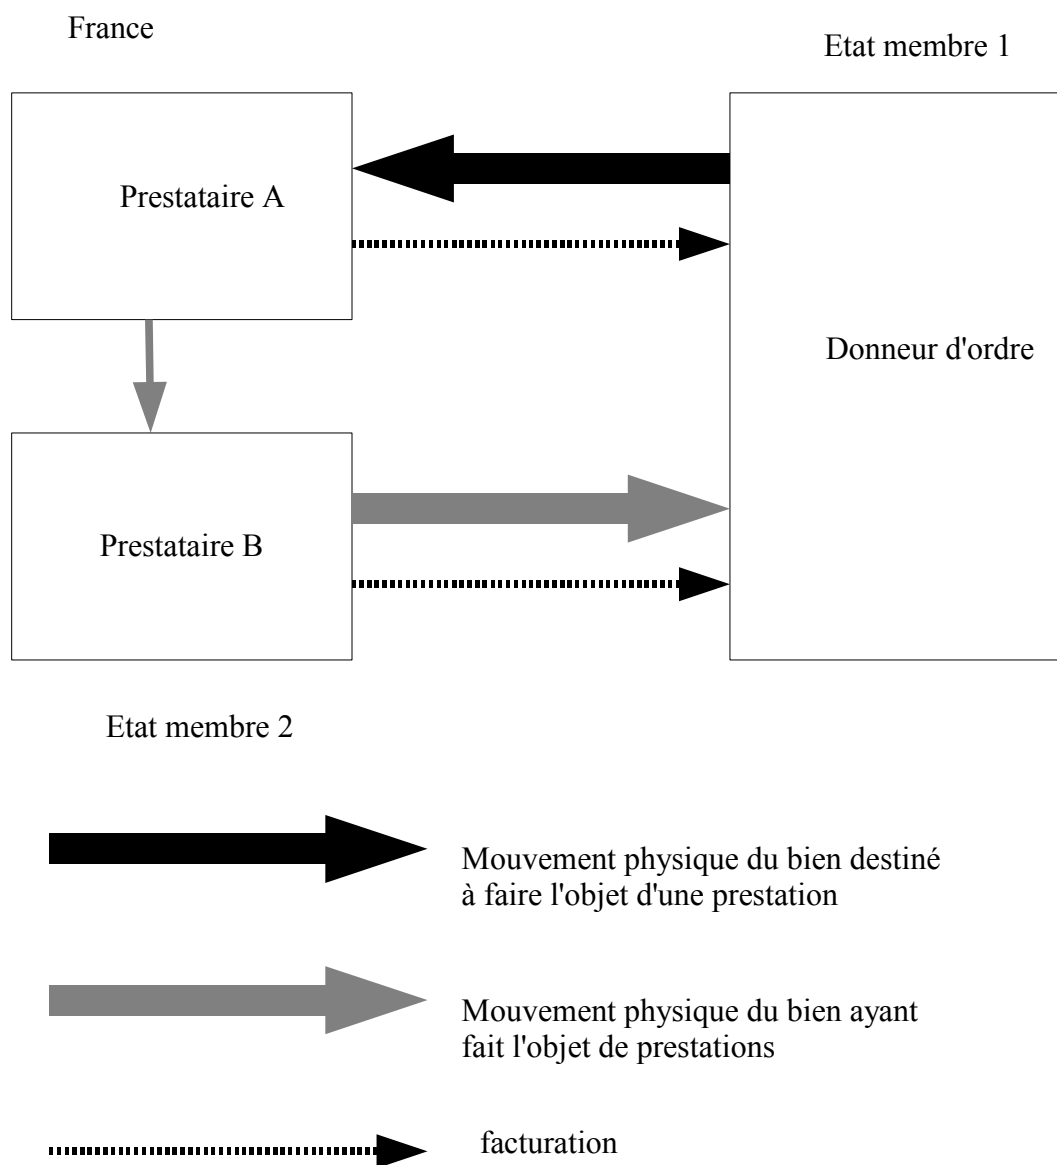 France
Etat membre 1
Prestataire A
Donneur d'ordre
Prestataire B
Etat membre 2
Mouvement physique du bien destiné
à faire l'objet d'une prestation
Mouvement physique du bien ayant
fait l'objet de prestations
facturation